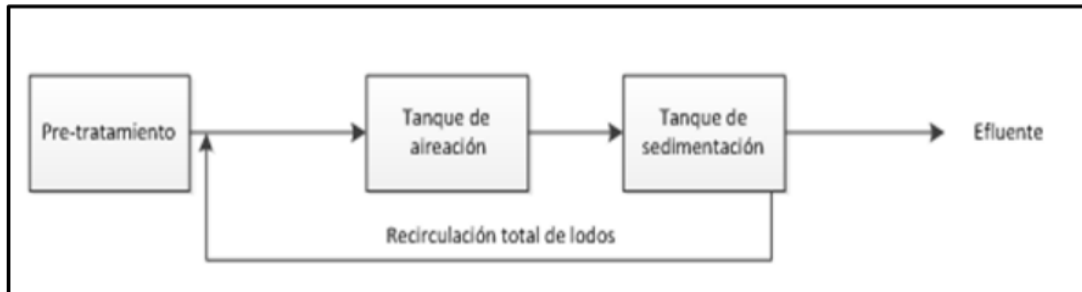 Pre-tratamiento
Tanque de
aireación
Tanque de
sedimentación
Efluente
Recirculación total de lodos